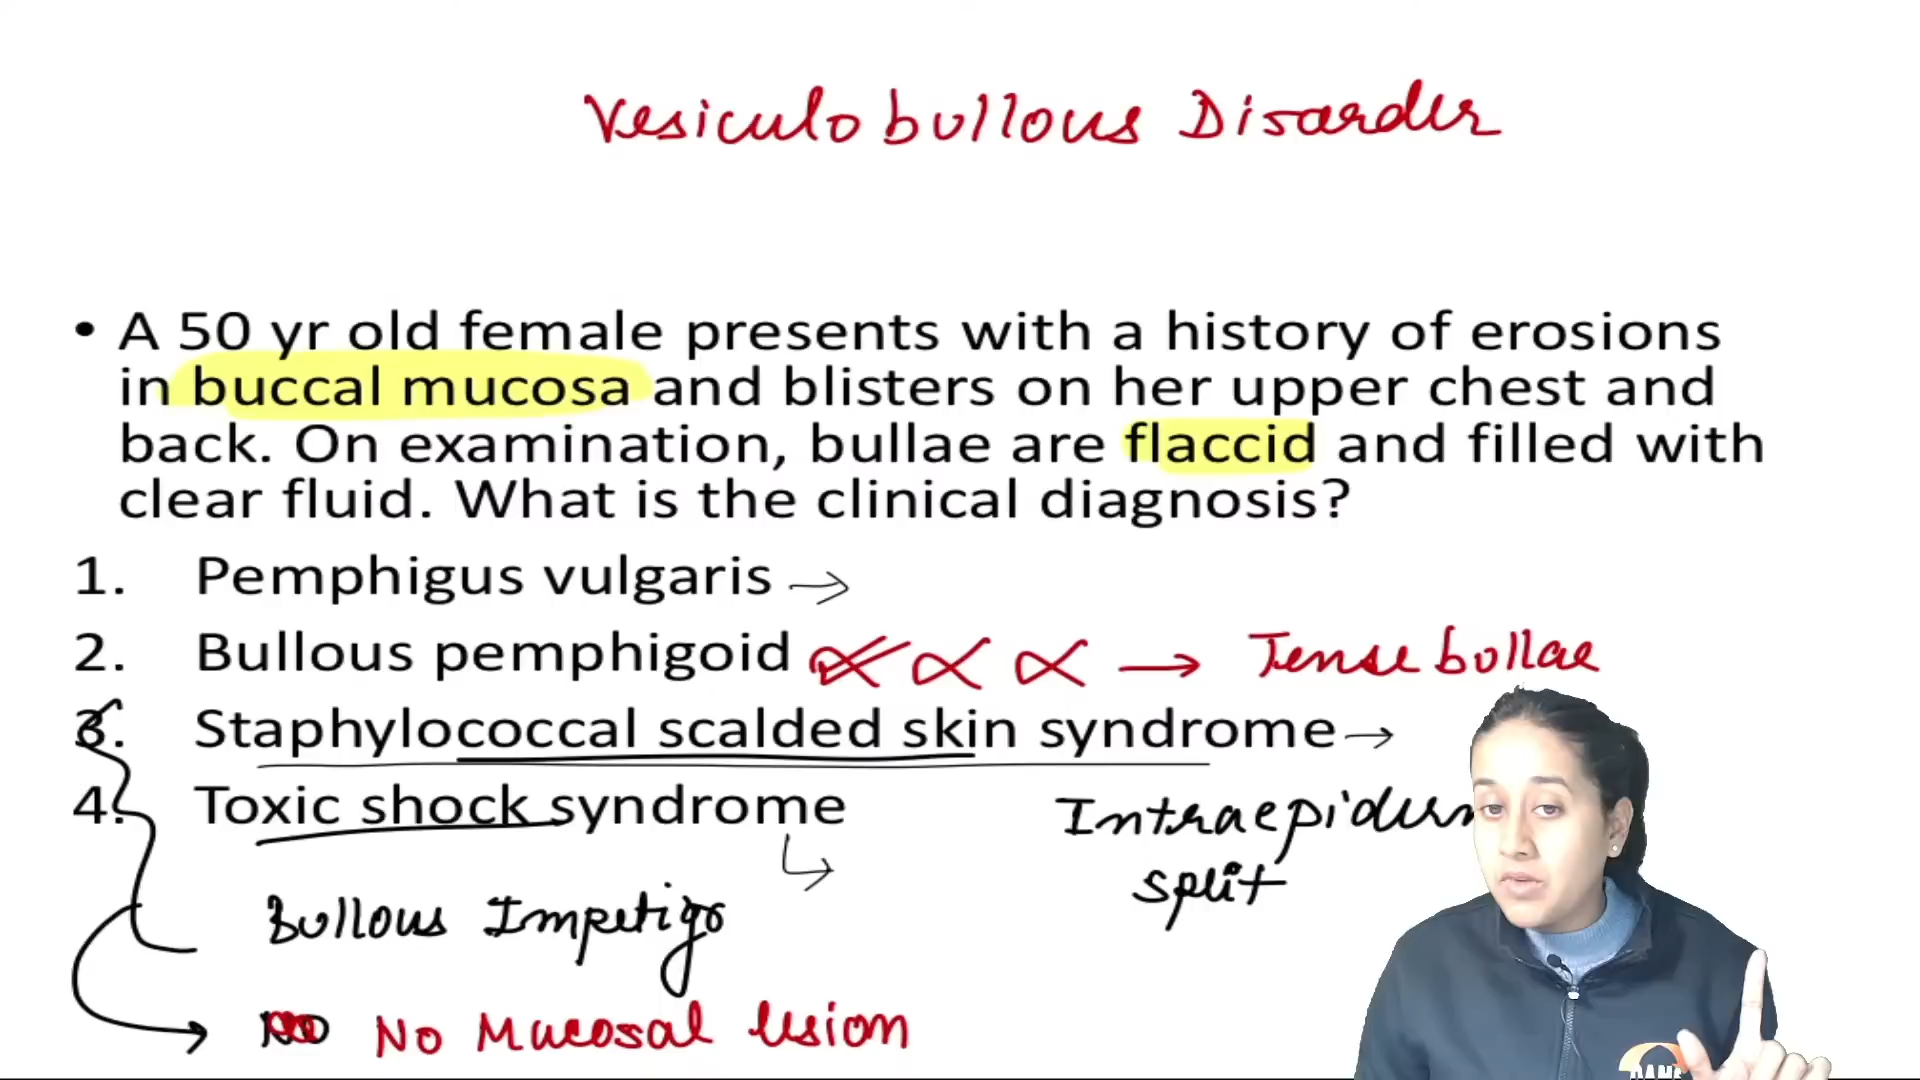 Vesiculobullous Disorder
• A 50 yr old female presents with a history of erosions
in buccal mucosa and blisters on her upper chest and
back. On examination, bullae are flaccid and filled with
clear fluid. What is the clinical diagnosis?
1. Pemphigus vulgaris →
2. Bullous pemphigoid → Tense bullae
3. Staphylococcal scalded skin syndrome →
4. Toxic shock syndrome
Intraepiderm
split
Bullous Impetigo
No Mucosal lesion